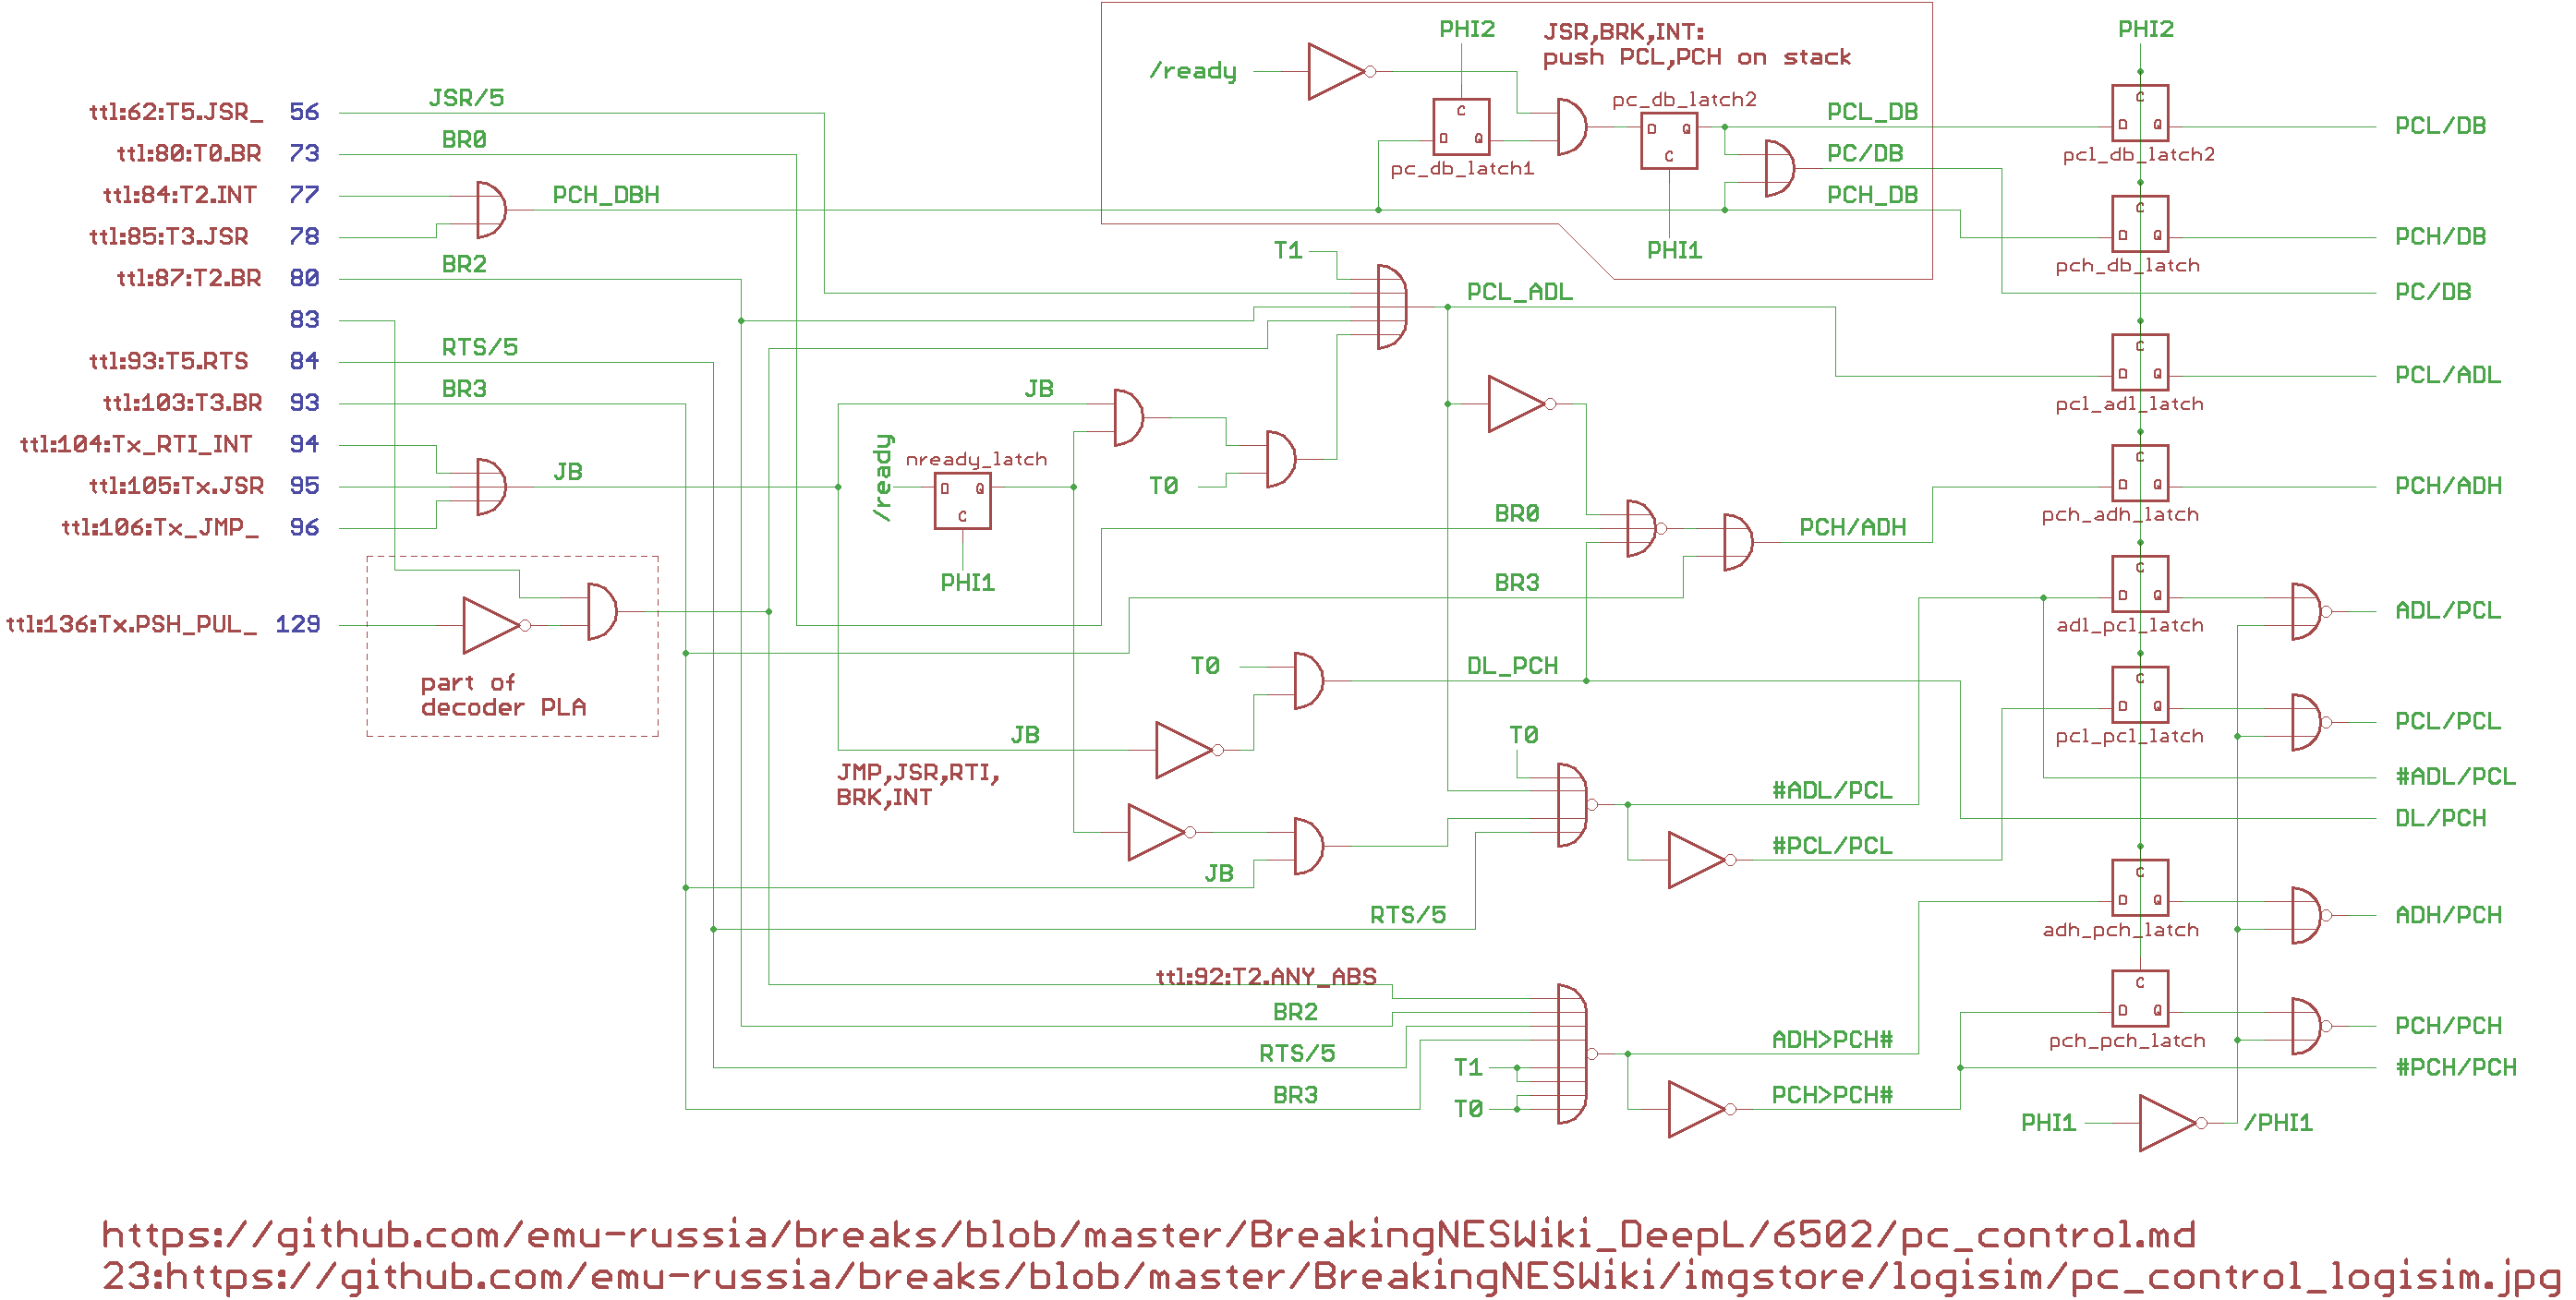 PHI2
JSR,BRK,INT:
push PCL,PCH on stack
PHI2
/ready
C
D Q
pc_db_latch1
pc_db_latch2
D Q
C
PHI1
PCL_DB
PC/DB
PCH_DB
ttl:62:T5.JSR_ 56
JSR/5
ttl:80:T0.BR 73
BR0
ttl:84:T2.INT 77
PCH_DBH
ttl:85:T3.JSR 78
ttl:87:T2.BR 80
BR2
83
ttl:93:T5.RTS 84
RTS/5
ttl:103:T3.BR 93
BR3
ttl:104:Tx_RTI_INT 94
ttl:105:Tx.JSR 95
JB
ttl:106:Tx_JMP_ 96
ttl:136:Tx.PSH_PUL_ 129
part of
decoder PLA
T1
PCL_ADL
JB
/ready
nready_latch
D Q
C
PHI1
T0
BR0
PCH/ADH
BR3
T0
DL_PCH
JB
JMP,JSR,RTI,
BRK,INT
T0
#ADL/PCL
#PCL/PCL
JB
RTS/5
ttl:92:T2.ANY_ABS
BR2
RTS/5
BR3
T1
T0
ADH>PCH#
PCH>PCH#
C
D Q
pcl_db_latch2
PCL/DB
C
D Q
pch_db_latch
PCH/DB
PC/DB
C
D Q
pcl_adl_latch
PCL/ADL
C
D Q
pch_adh_latch
PCH/ADH
C
D Q
adl_pcl_latch
ADL/PCL
C
D Q
pcl_pcl_latch
PCL/PCL
#ADL/PCL
DL/PCH
C
D Q
adh_pch_latch
ADH/PCH
C
D Q
pch_pch_latch
PCH/PCH
#PCH/PCH
PHI1
/PHI1
https://github.com/emu-russia/breaks/blob/master/BreakingNESWiki_DeepL/6502/pc_control.md
23:https://github.com/emu-russia/breaks/blob/master/BreakingNESWiki/imgstore/logisim/pc_control_logisim.jpg